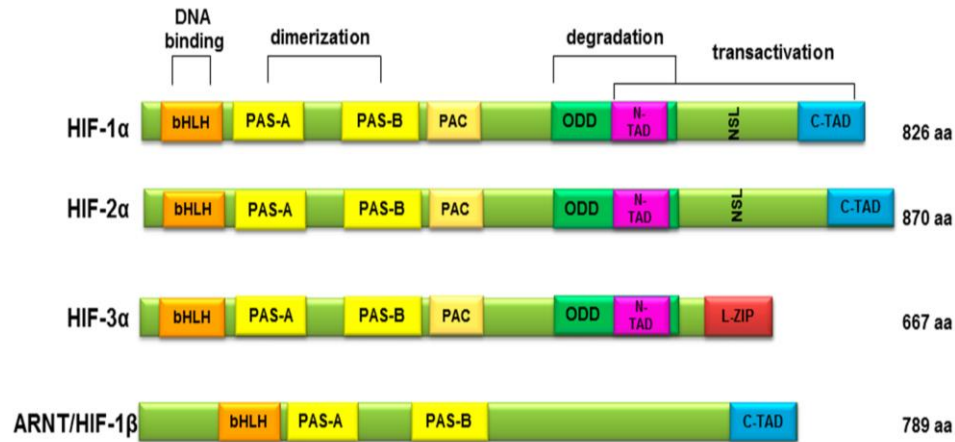 DNA
binding
dimerization
degradation
transactivation
HIF-1α
bHLH
PAS-A
PAS-B
PAC
ODD
N-
TAD
NSL
C-TAD
826 aa
HIF-2α
bHLH
PAS-A
PAS-B
PAC
ODD
N-
TAD
NSL
C-TAD
870 aa
HIF-3α
bHLH
PAS-A
PAS-B
PAC
ODD
N-
TAD
L-ZIP
667 aa
ARNT/HIF-1β
bHLH
PAS-A
PAS-B
C-TAD
789 aa